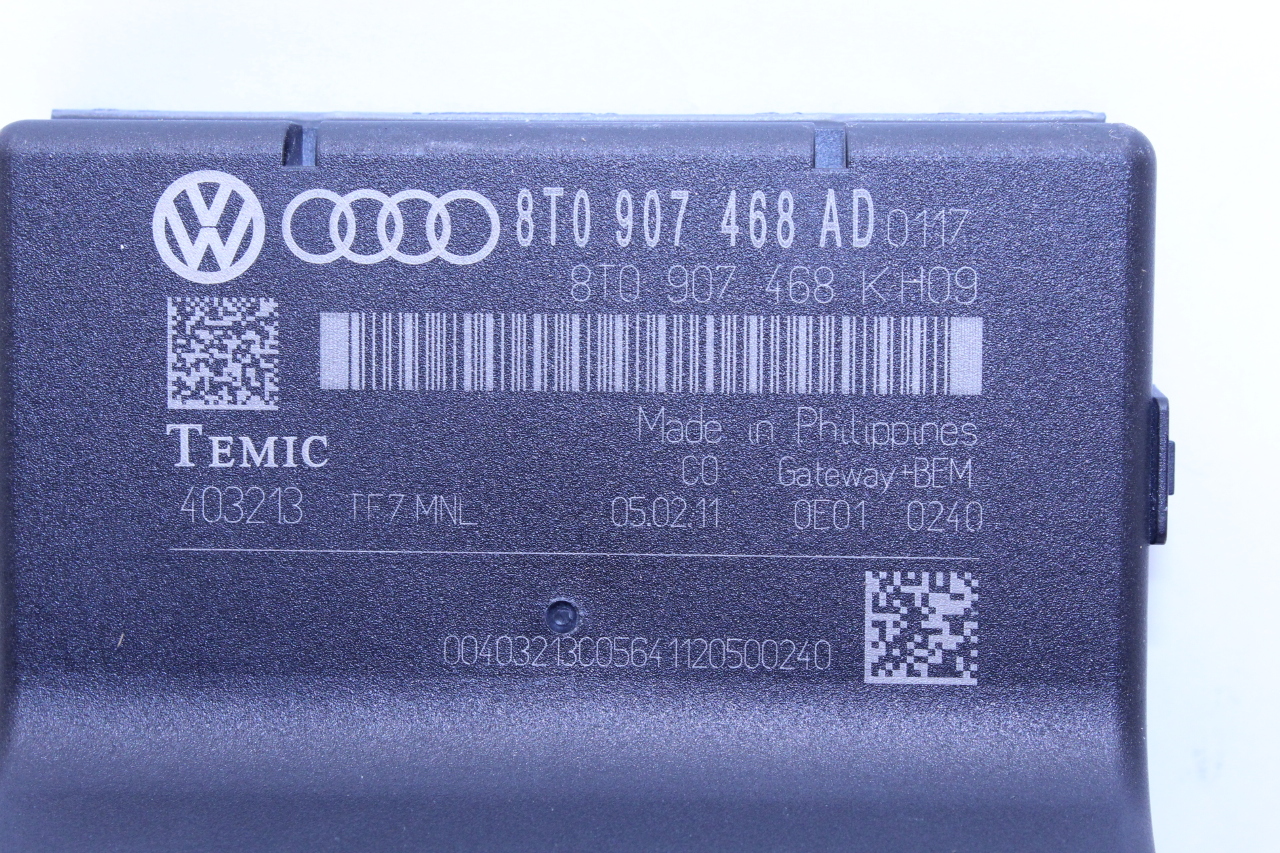 8T0 907 468 AD 0117
8T0 907 468 K H09
Made in Philippines
TEMIC
C0 Gateway+BEM
403213 TF7 MNL 05.02.11 0E01 0240
00403213C05641120500240